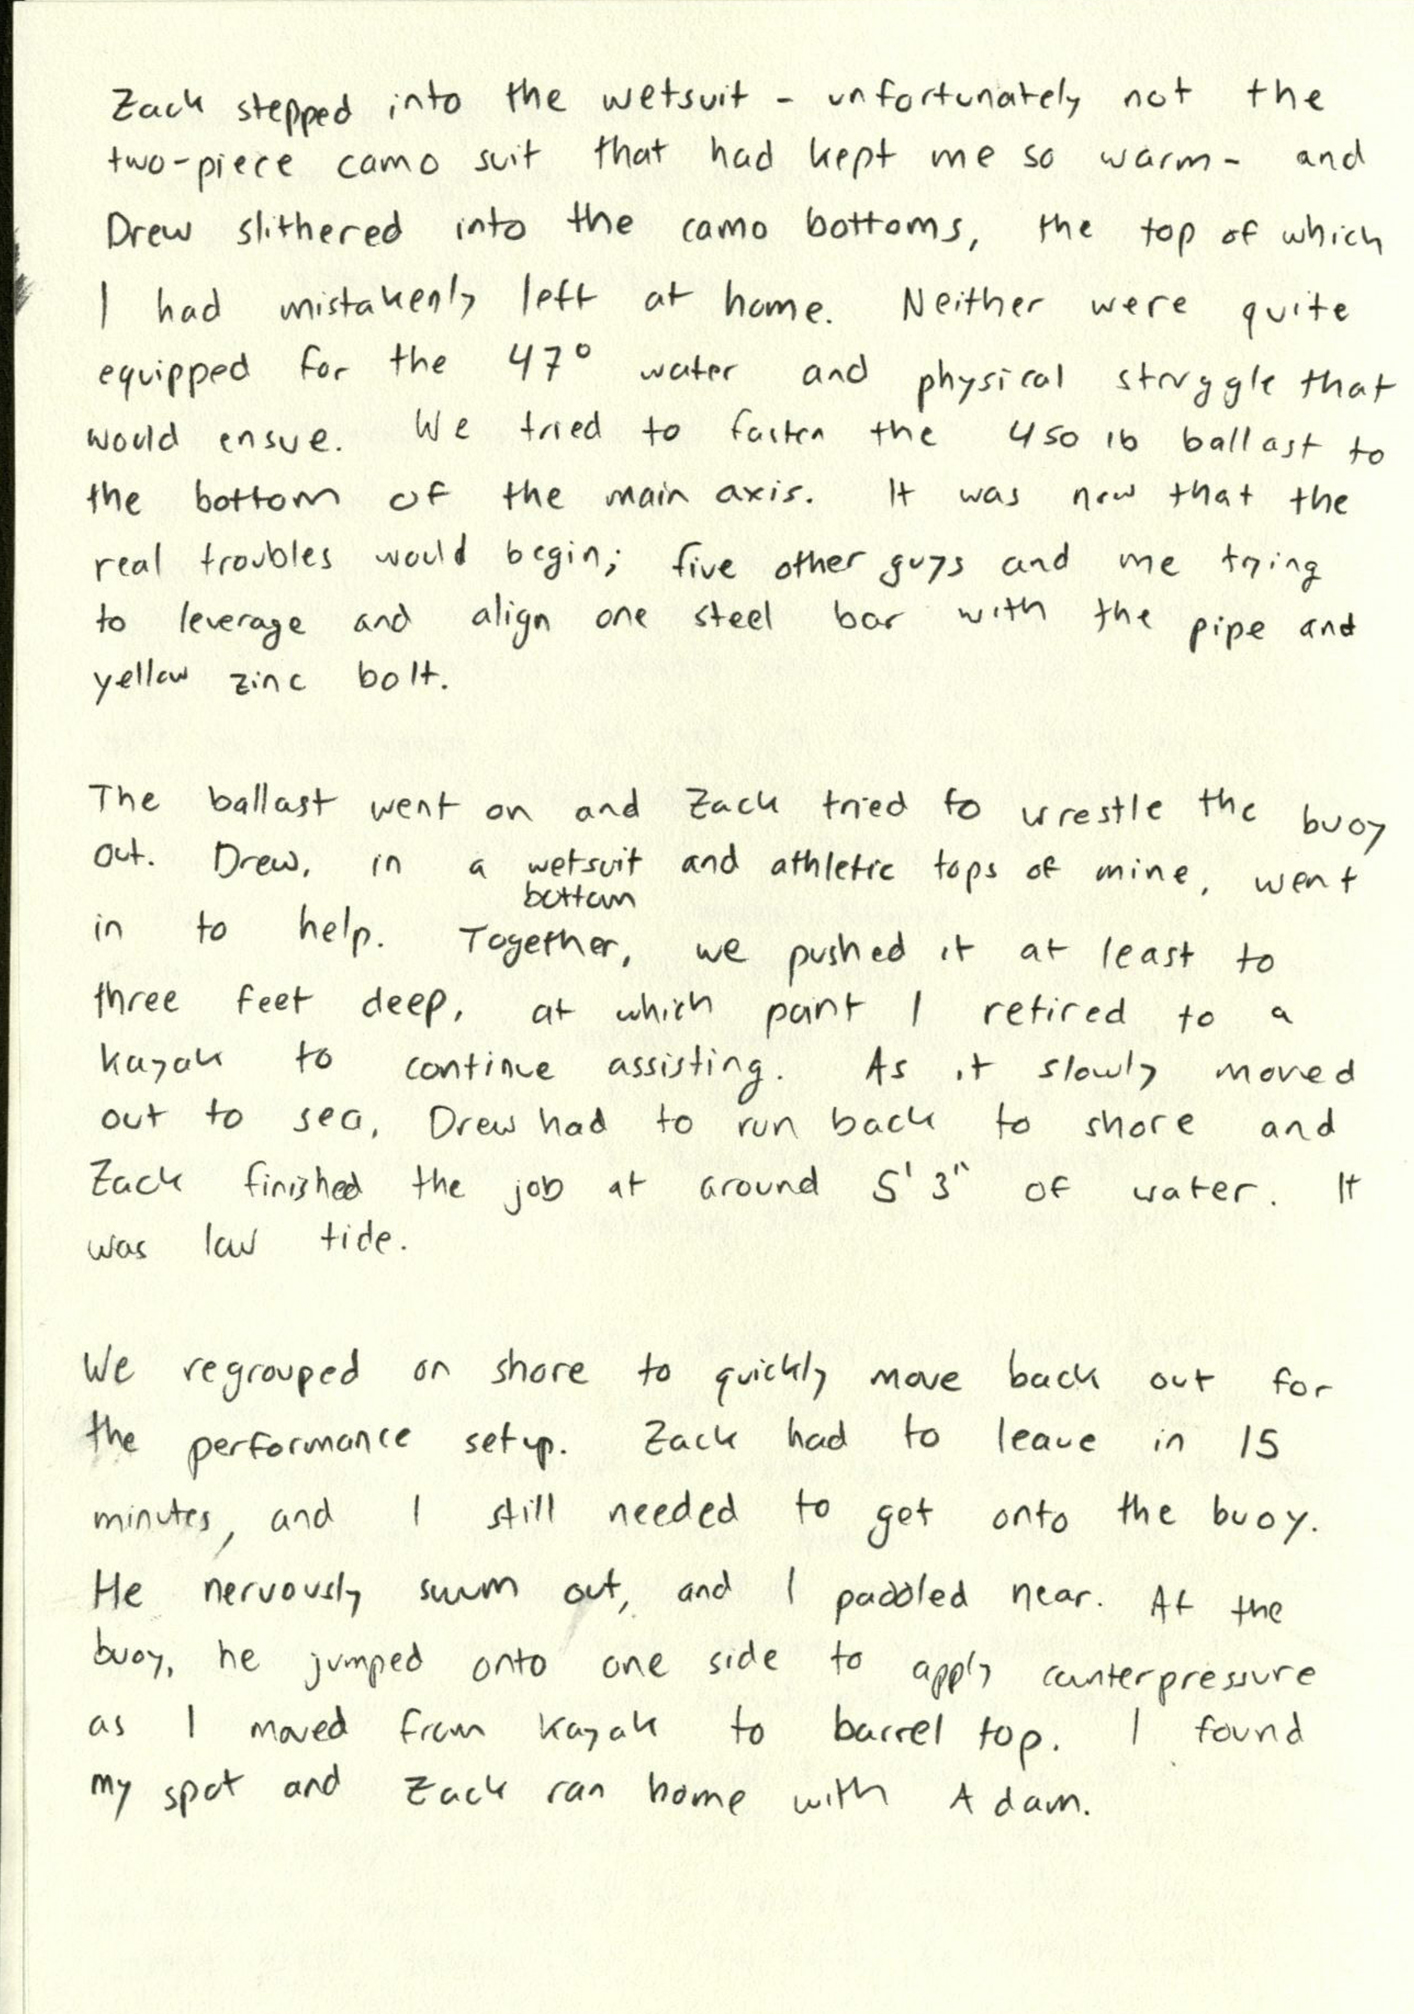 Zack stepped into the wetsuit - unfortunately not the
two-piece camo suit that had kept me so warm - and
Drew slithered into the camo bottoms, the top of which
I had mistakenly left at home. Neither were quite
equipped for the 47° water and physical struggle that
would ensue. We tried to fasten the 450 lb ballast to
the bottom of the main axis. It was now that the
real troubles would begin; five other guys and me trying
to leverage and align one steel bar with the pipe and
yellow zinc bolt.
The ballast went on and Zack tried to wrestle the buoy
out. Drew, in a wetsuit and athletic tops of mine, went
bottom
in to help. Together, we pushed it at least to
three feet deep, at which point I retired to a
kayak to continue assisting. As it slowly moved
out to sea, Drew had to run back to shore and
Zack finished the job at around 5' 3" of water. It
was low tide.
We regrouped on shore to quickly move back out for
the performance setup. Zack had to leave in 15
minutes, and I still needed to get onto the buoy.
He nervously swum out, and I paddled near. At the
buoy, he jumped onto one side to apply counterpressure
as I moved from kayak to barrel top. I found
my spot and Zack ran home with Adam.